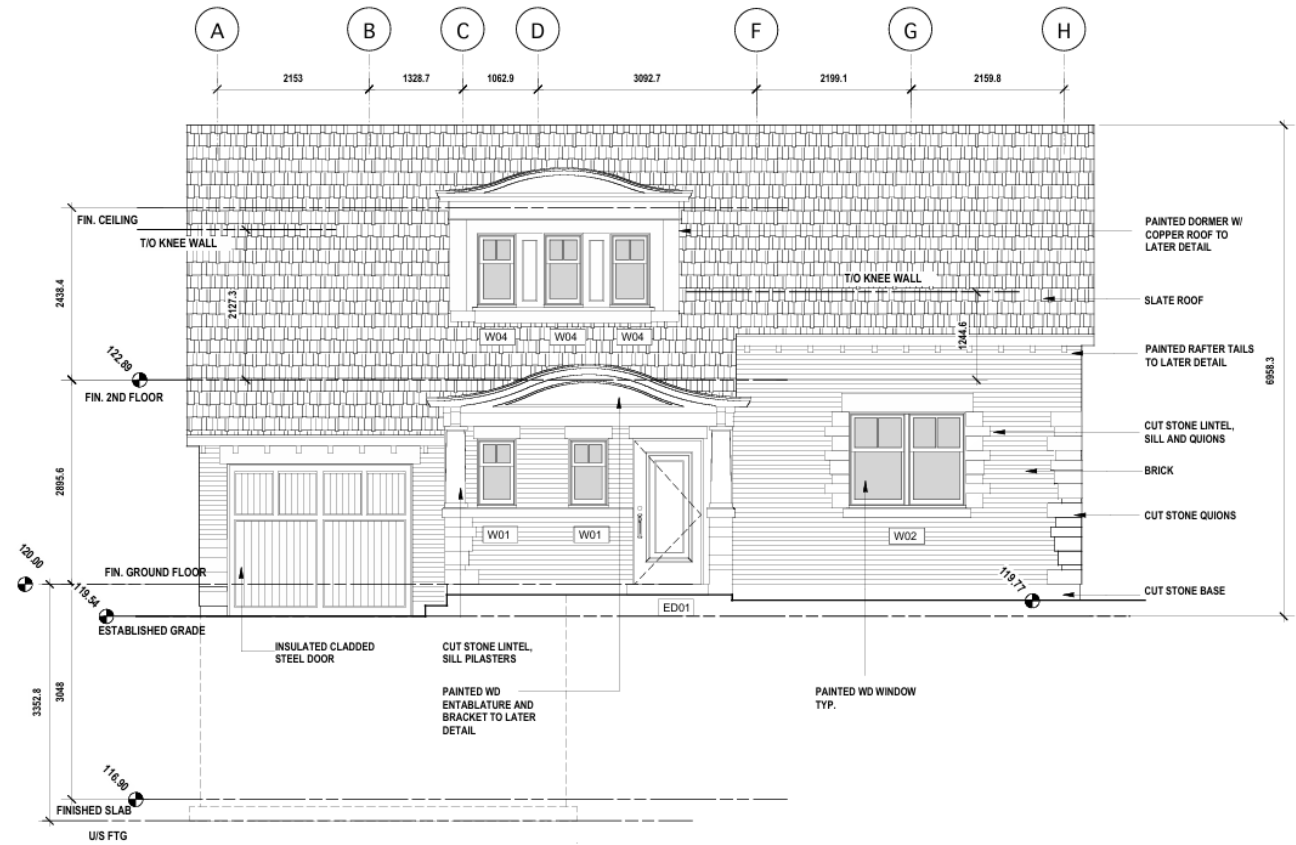 A B C D F G H
2153 1328.7 1062.9 3092.7 2199.1 2159.8
FIN. CEILING
T/O KNEE WALL
2438.4
2127.3
122.89
FIN. 2ND FLOOR
2895.6
120.00
FIN. GROUND FLOOR
119.54
ESTABLISHED GRADE
3352.8
3048
116.90
FINISHED SLAB
U/S FTG
W04 W04 W04
T/O KNEE WALL
1244.6
W01 W01
W02
ED01
119.77
6958.3
PAINTED DORMER W/
COPPER ROOF TO
LATER DETAIL
SLATE ROOF
PAINTED RAFTER TAILS
TO LATER DETAIL
CUT STONE LINTEL,
SILL AND QUIONS
BRICK
CUT STONE QUIONS
CUT STONE BASE
INSULATED CLADDED
STEEL DOOR
CUT STONE LINTEL,
SILL PILASTERS
PAINTED WD
ENTABLATURE AND
BRACKET TO LATER
DETAIL
PAINTED WD WINDOW
TYP.